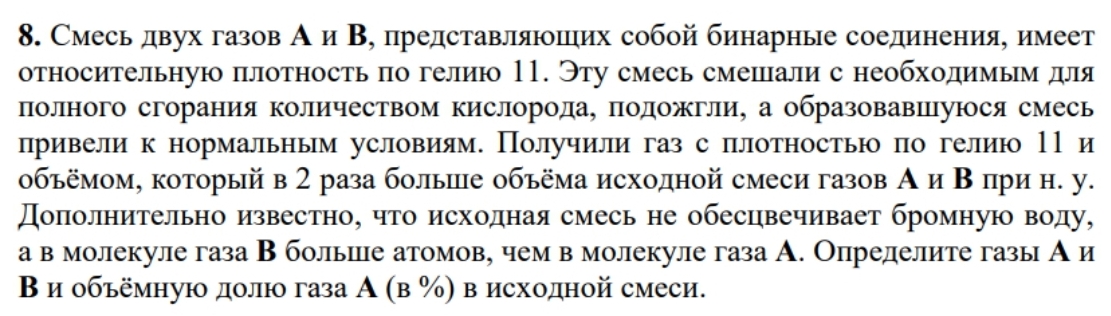 8. Смесь двух газов А и В, представляющих собой бинарные соединения, имеет
относительную плотность по гелию 11. Эту смесь смешали с необходимым для
полного сгорания количеством кислорода, подожгли, а образовавшуюся смесь
привели к нормальным условиям. Получили газ с плотностью по гелию 11 и
объёмом, который в 2 раза больше объёма исходной смеси газов А и В при н. у.
Дополнительно известно, что исходная смесь не обесцвечивает бромную воду,
а в молекуле газа В больше атомов, чем в молекуле газа А. Определите газы А и
В и объёмную долю газа А (в %) в исходной смеси.